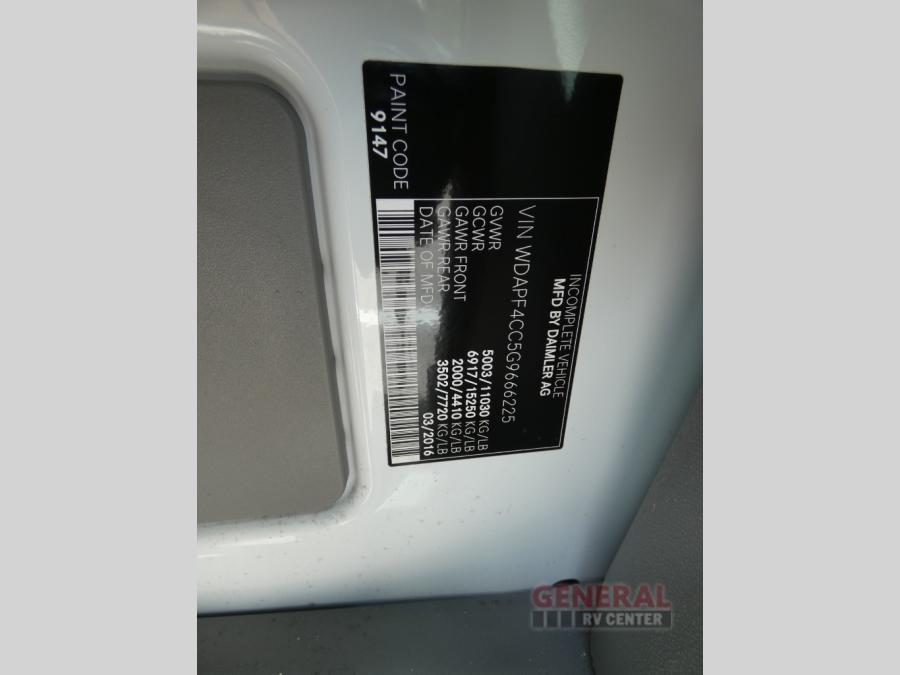 INCOMPLETE VEHICLE
MFD BY DAIMLER AG
VIN WDAPF4CC5G9666225
GVWR 5003/11030 KG/LB
GCWR 6917/15250 KG/LB
GAWR FRONT 2000/4410 KG/LB
GAWR REAR 3502/7720 KG/LB
DATE OF MFD 03/2016
PAINT CODE
9147
GENERAL
RV CENTER